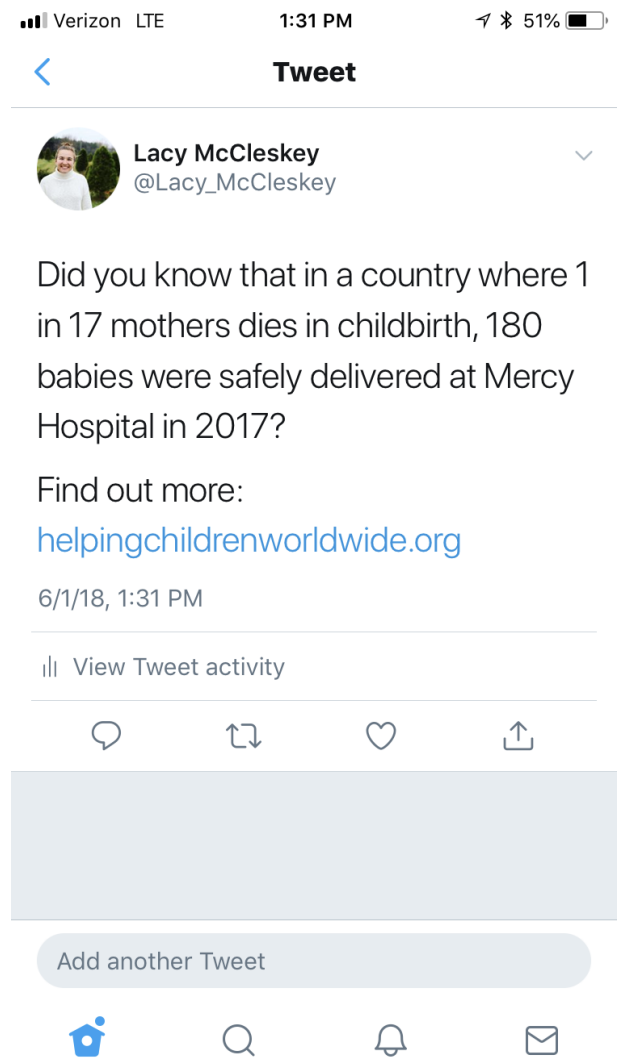 Verizon LTE 1:31 PM 51%
Tweet
Lacy McCleskey
@Lacy_McCleskey
Did you know that in a country where 1
in 17 mothers dies in childbirth, 180
babies were safely delivered at Mercy
Hospital in 2017?
Find out more:
helpingchildrenworldwide.org
6/1/18, 1:31 PM
View Tweet activity
Add another Tweet